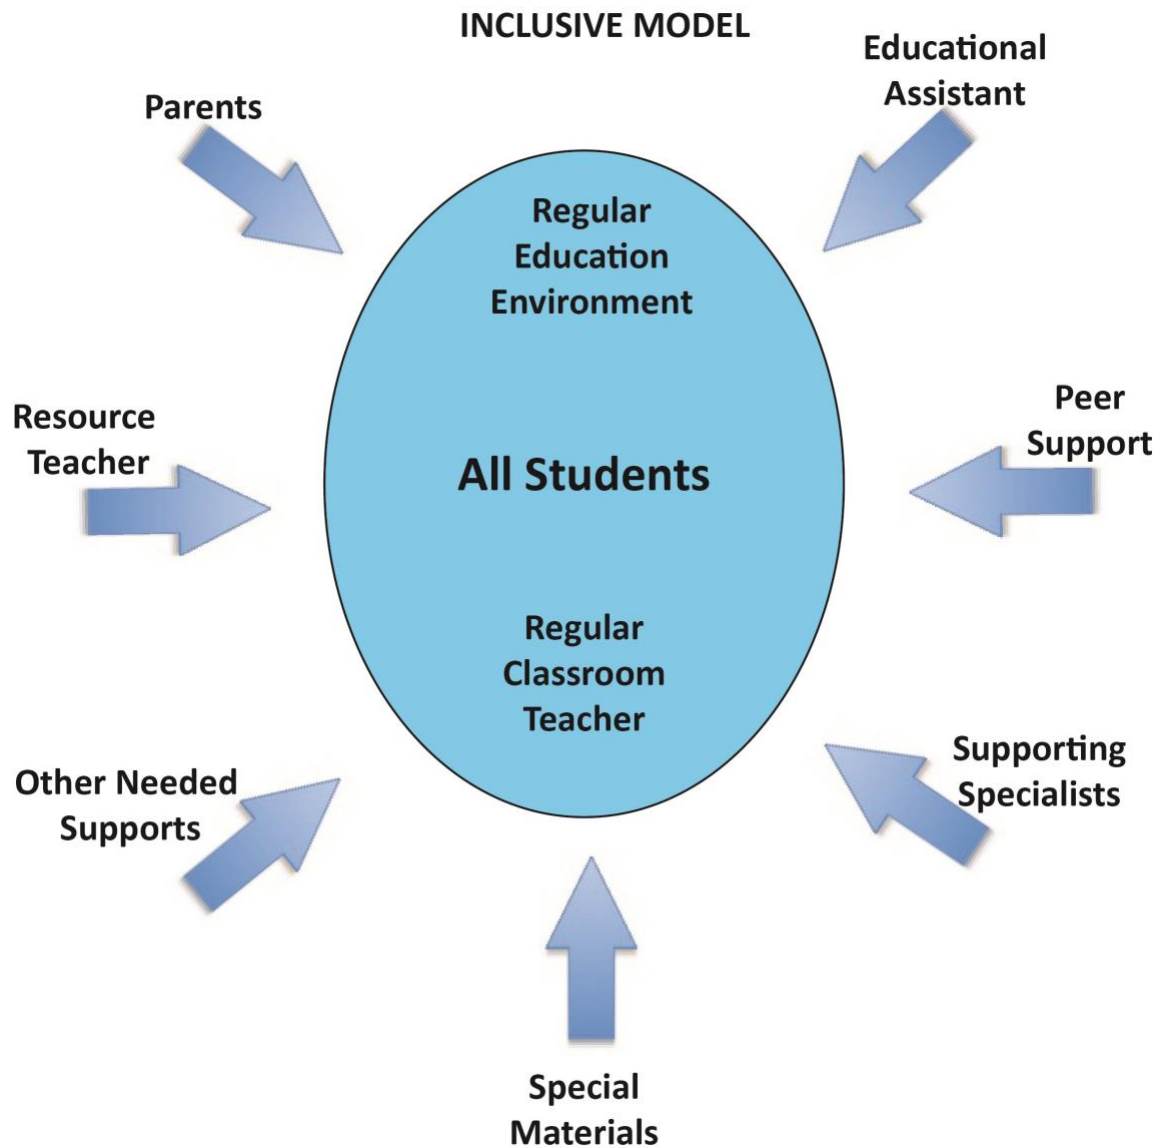 INCLUSIVE MODEL
Parents
Educational
Assistant
Regular
Education
Environment
Resource
Teacher
All Students
Peer
Support
Regular
Classroom
Teacher
Other Needed
Supports
Supporting
Specialists
Special
Materials